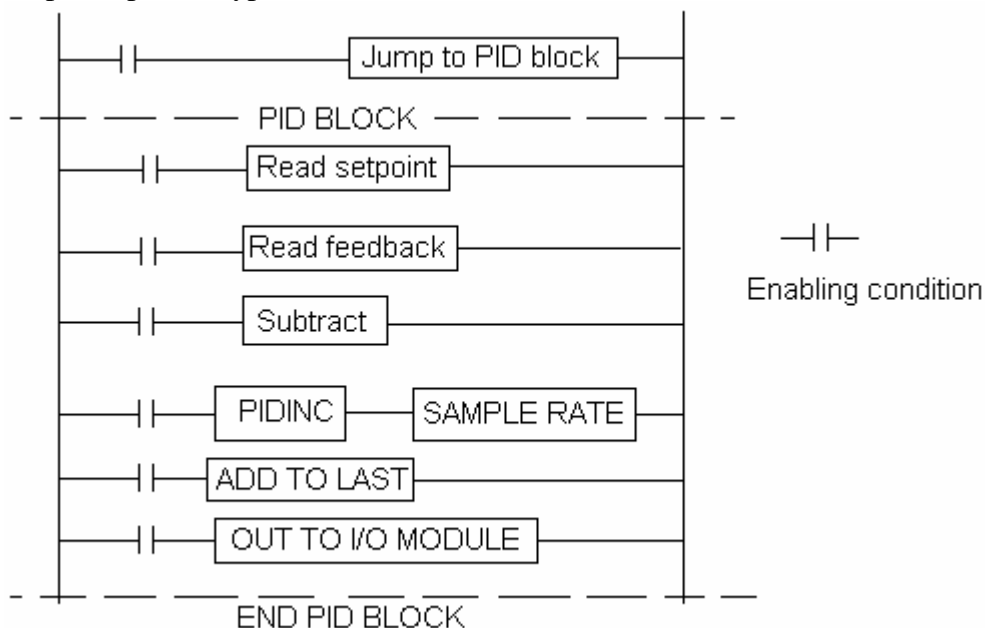 Jump to PID block
PID BLOCK
Read setpoint
Read feedback
Enabling condition
Subtract
PIDINC SAMPLE RATE
ADD TO LAST
OUT TO I/O MODULE
END PID BLOCK